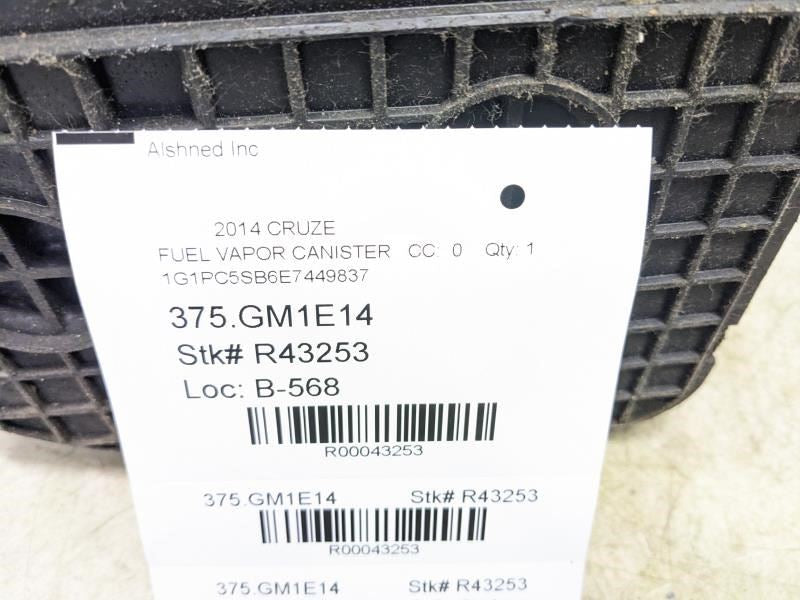 Alshned Inc
2014 CRUZE
FUEL VAPOR CANISTER CC: 0 Qty: 1
1G1PC5SB6E7449837
375.GM1E14
Stk# R43253
Loc: B-568
R00043253
375.GM1E14 Stk# R43253
R00043253
375.GM1E14 Stk# R43253